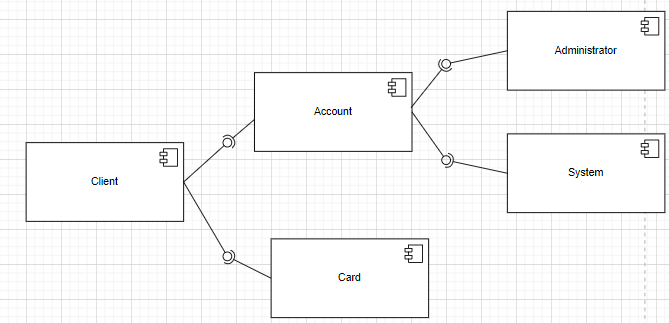 Administrator
Account
System
Client
Card